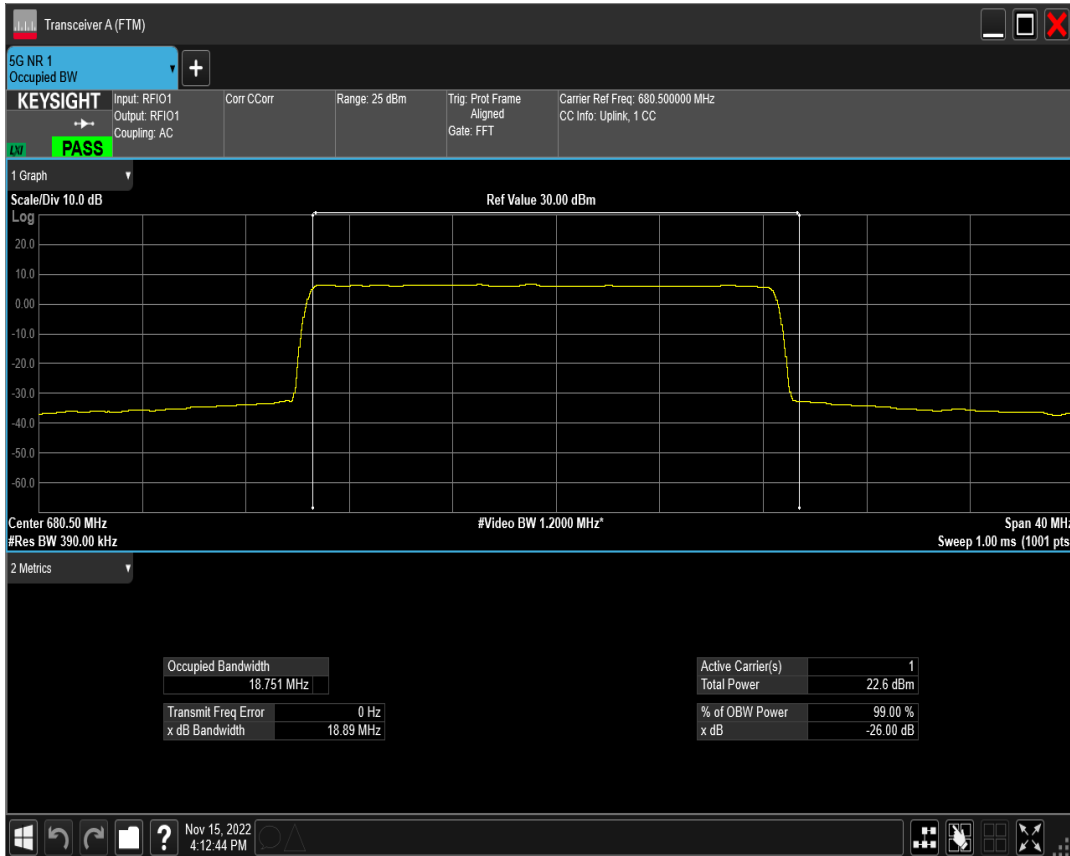 Transceiver A (FTM)
5G NR 1
Occupied BW
+
KEYSIGHT
LXI
PASS
Input: RFIO1
Output: RFIO1
Coupling: AC
Corr CCorr
Range: 25 dBm
Trig: Prot Frame
Aligned
Gate: FFT
Carrier Ref Freq: 680.500000 MHz
CC Info: Uplink, 1 CC
1 Graph
Scale/Div 10.0 dB
Ref Value 30.00 dBm
Log
20.0
10.0
0.00
-10.0
-20.0
-30.0
-40.0
-50.0
-60.0
Center 680.50 MHz
#Video BW 1.2000 MHz*
Span 40 MHz
#Res BW 390.00 kHz
Sweep 1.00 ms (1001 pts
2 Metrics
Occupied Bandwidth
18.751 MHz
Transmit Freq Error 0 Hz
x dB Bandwidth 18.89 MHz
Active Carrier(s) 1
Total Power 22.6 dBm
% of OBW Power 99.00 %
x dB -26.00 dB
?
Nov 15, 2022
4:12:44 PM